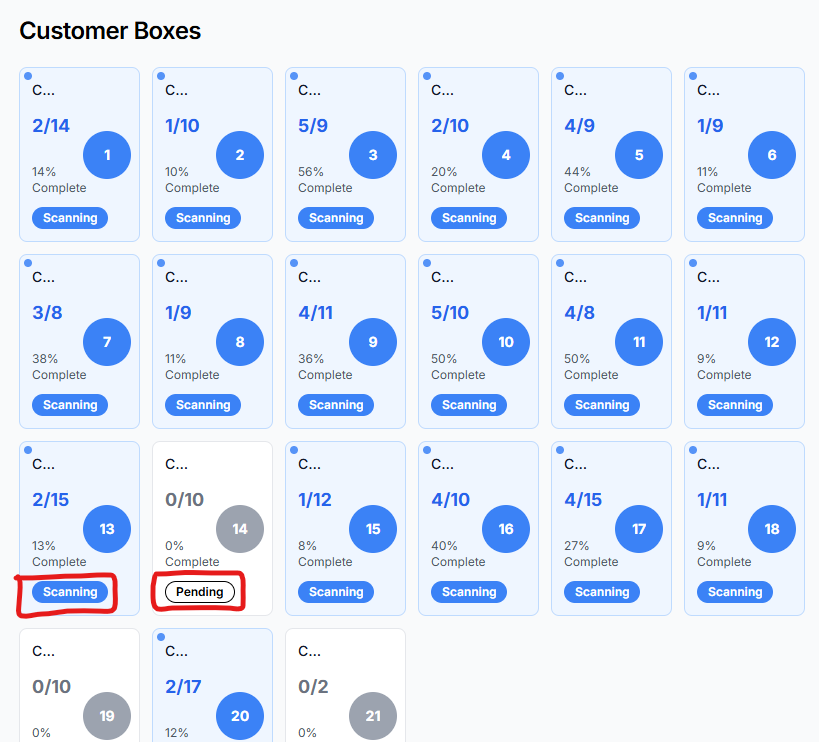 Customer Boxes
C...
2/14
1
14%
Complete
Scanning
C...
1/10
2
10%
Complete
Scanning
C...
5/9
3
56%
Complete
Scanning
C...
2/10
4
20%
Complete
Scanning
C...
4/9
5
44%
Complete
Scanning
C...
1/9
6
11%
Complete
Scanning
C...
3/8
7
38%
Complete
Scanning
C...
1/9
8
11%
Complete
Scanning
C...
4/11
9
36%
Complete
Scanning
C...
5/10
10
50%
Complete
Scanning
C...
4/8
11
50%
Complete
Scanning
C...
1/11
12
9%
Complete
Scanning
C...
2/15
13
13%
Complete
Scanning
C...
0/10
14
0%
Complete
Pending
C...
1/12
15
8%
Complete
Scanning
C...
4/10
16
40%
Complete
Scanning
C...
4/15
17
27%
Complete
Scanning
C...
1/11
18
9%
Complete
Scanning
C...
0/10
19
0%
C...
2/17
20
12%
C...
0/2
21
0%